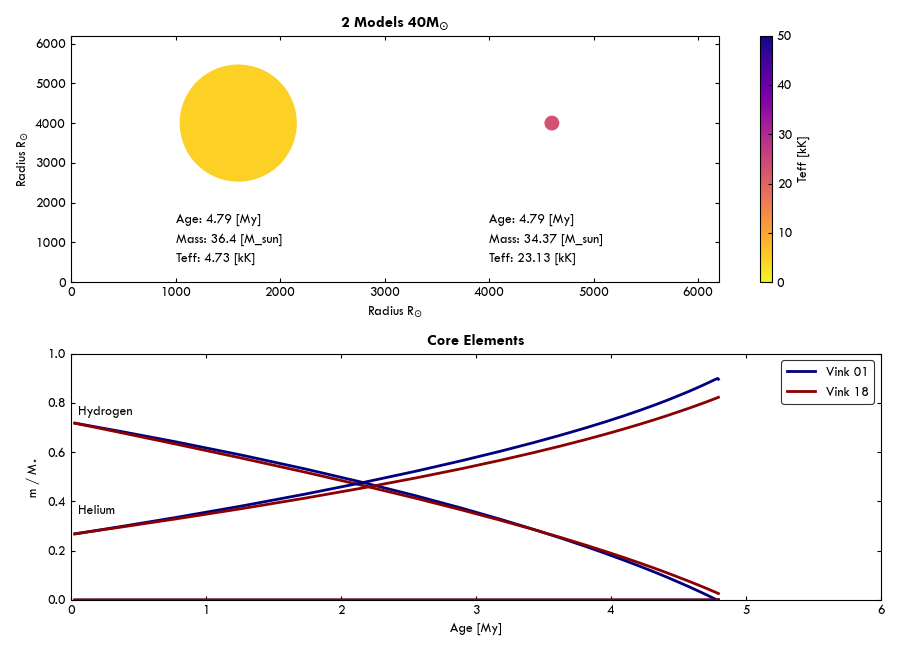 2 Models 40M⊙
6000
5000
4000
3000
2000
1000
0
Radius R⊙
Age: 4.79 [My]
Mass: 36.4 [M_sun]
Teff: 4.73 [kK]
Age: 4.79 [My]
Mass: 34.37 [M_sun]
Teff: 23.13 [kK]
0 1000 2000 3000 4000 5000 6000
Radius R⊙
50
40
30
20
10
0
Teff [kK]
Core Elements
1.0
0.8
0.6
0.4
0.2
0.0
m / M⋆
Hydrogen
Helium
Vink 01
Vink 18
0 1 2 3 4 5 6
Age [My]